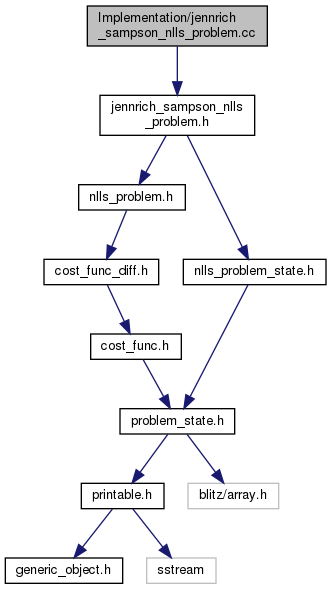 Implementation/jennrich
_sampson_nlls_problem.cc
jennrich_sampson_nlls
_problem.h
nlls_problem.h
cost_func_diff.h
nlls_problem_state.h
cost_func.h
problem_state.h
printable.h
blitz/array.h
generic_object.h
sstream